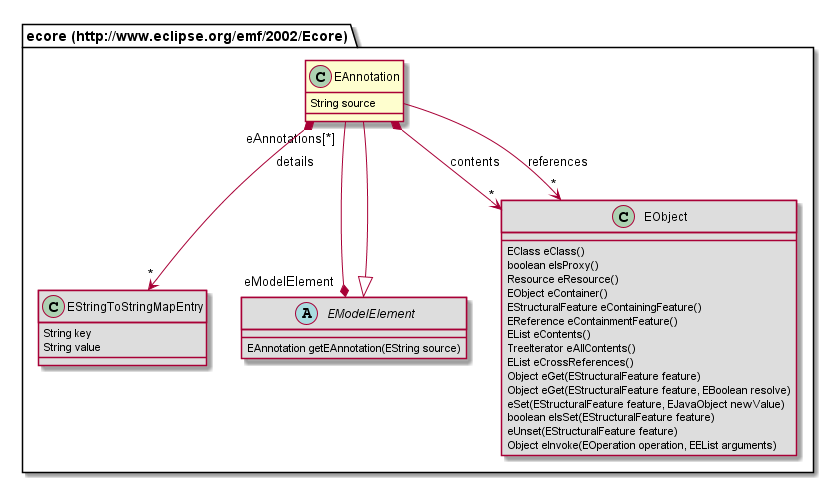 ecore (http://www.eclipse.org/emf/2002/Ecore)
C EAnnotation
String source
eAnnotations[*]
details
contents
references
*
*
*
eModelElement
C EStringToStringMapEntry
String key
String value
A EModelElement
EAnnotation getEAnnotation(EString source)
C EObject
EClass eClass()
boolean eIsProxy()
Resource eResource()
EObject eContainer()
EStructuralFeature eContainingFeature()
EReference eContainmentFeature()
EList eContents()
TreeIterator eAllContents()
EList eCrossReferences()
Object eGet(EStructuralFeature feature)
Object eGet(EStructuralFeature feature, EBoolean resolve)
eSet(EStructuralFeature feature, EJavaObject newValue)
boolean eIsSet(EStructuralFeature feature)
eUnset(EStructuralFeature feature)
Object eInvoke(EOperation operation, EEList arguments)